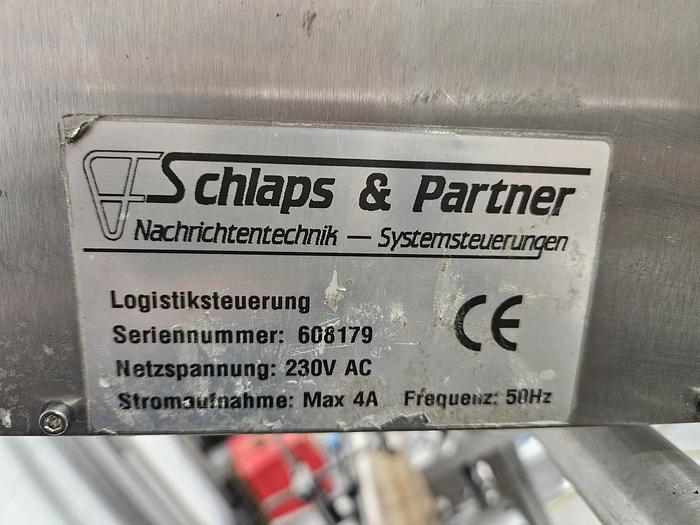 Schlaps & Partner
Nachrichtentechnik — Systemsteuerungen
Logistiksteuerung
CE
Seriennummer: 608179
Netzspannung: 230V AC
Stromaufnahme: Max 4A Frequenz: 50Hz